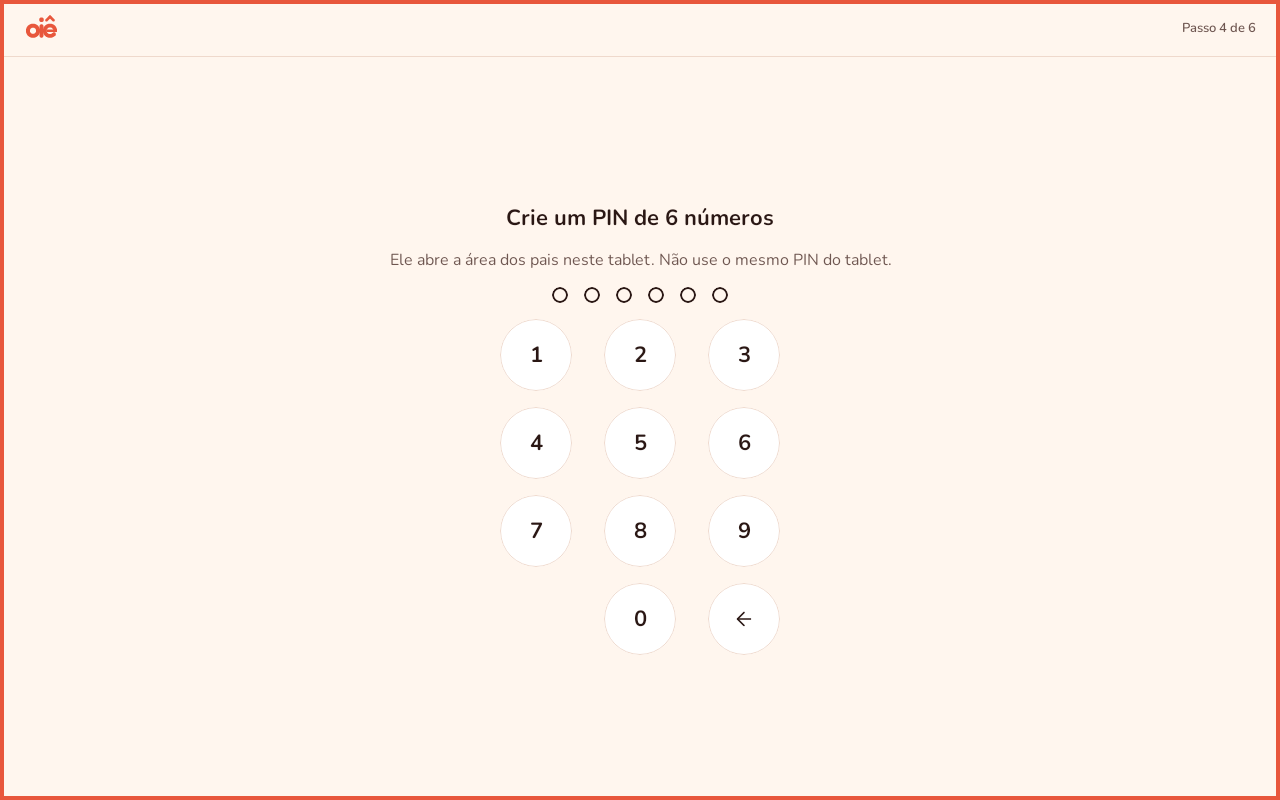 oiê
Passo 4 de 6
Crie um PIN de 6 números
Ele abre a área dos pais neste tablet. Não use o mesmo PIN do tablet.
1 2 3
4 5 6
7 8 9
0